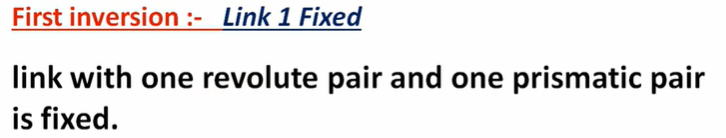 First inversion :- Link 1 Fixed
link with one revolute pair and one prismatic pair
is fixed.